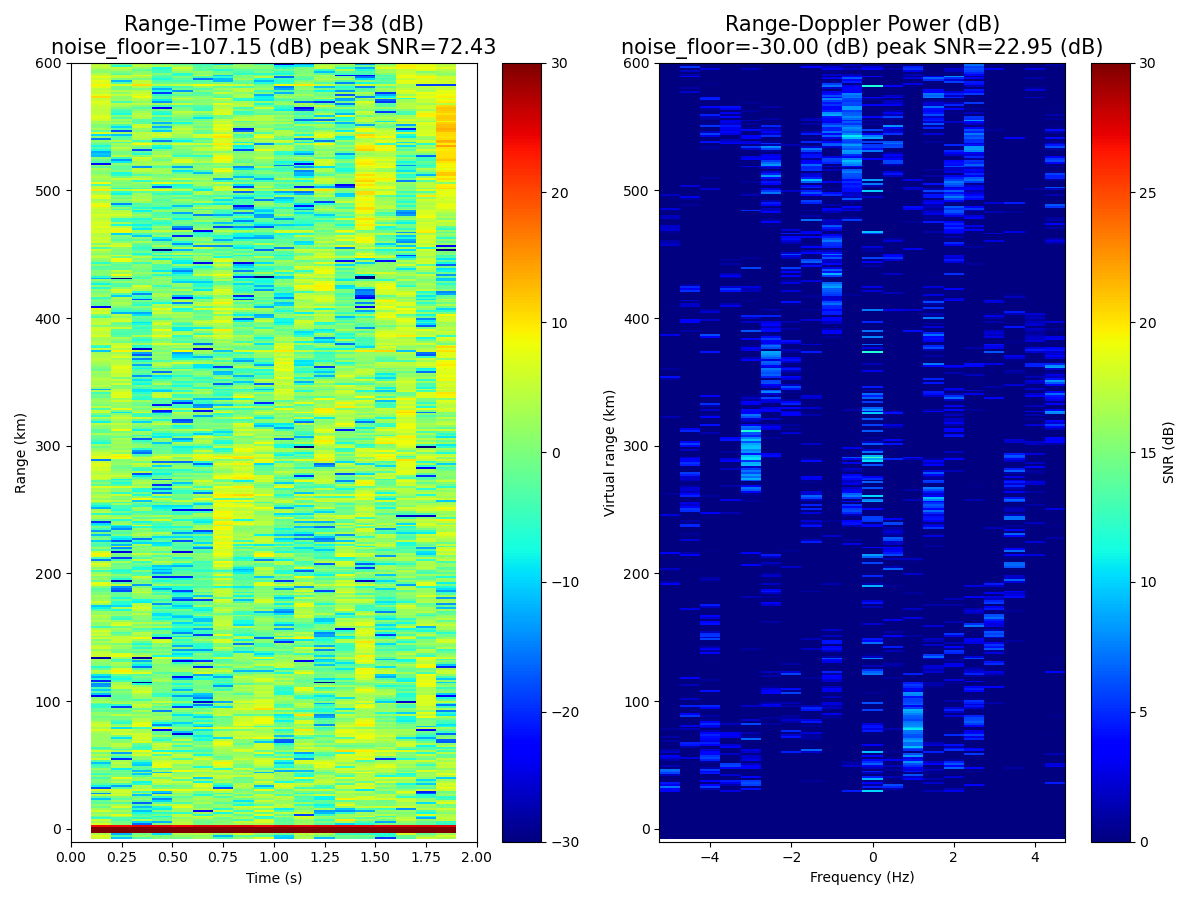 Range-Time Power f=38 (dB)
noise_floor=-107.15 (dB) peak SNR=72.43
600
500
400
300
200
100
0
Range (km)
0.00 0.25 0.50 0.75 1.00 1.25 1.50 1.75 2.00
Time (s)
30
20
10
0
−10
−20
−30
Range-Doppler Power (dB)
noise_floor=-30.00 (dB) peak SNR=22.95 (dB)
600
500
400
300
200
100
0
Virtual range (km)
−4 −2 0 2 4
Frequency (Hz)
30
25
20
15
10
5
0
SNR (dB)